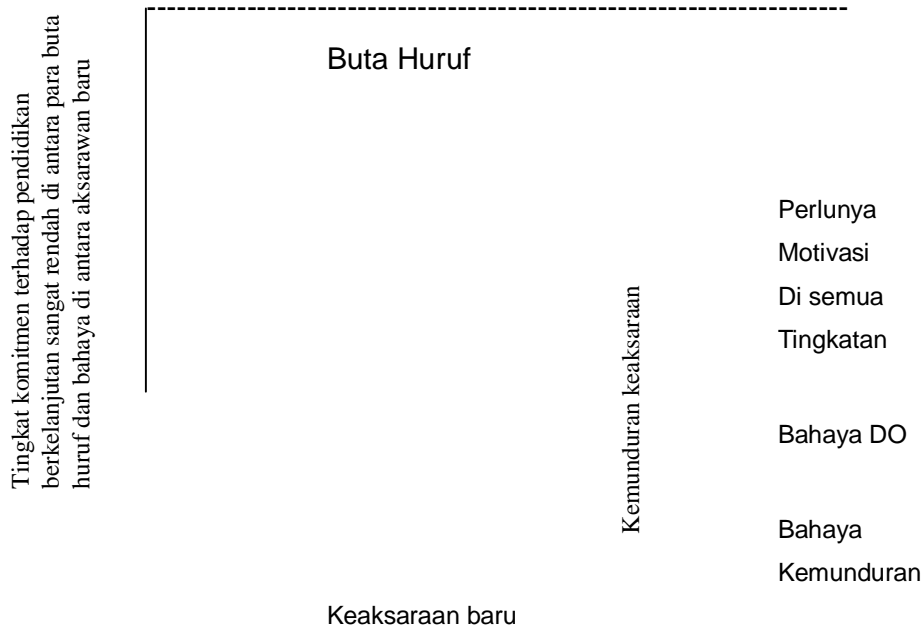 Tingkat komitmen terhadap pendidikan
berkelanjutan sangat rendah di antara para buta
huruf dan bahaya di antara aksarawan baru
Buta Huruf
Kemunduran keaksaraan
Perlunya
Motivasi
Di semua
Tingkatan
Bahaya DO
Bahaya
Kemunduran
Keaksaraan baru